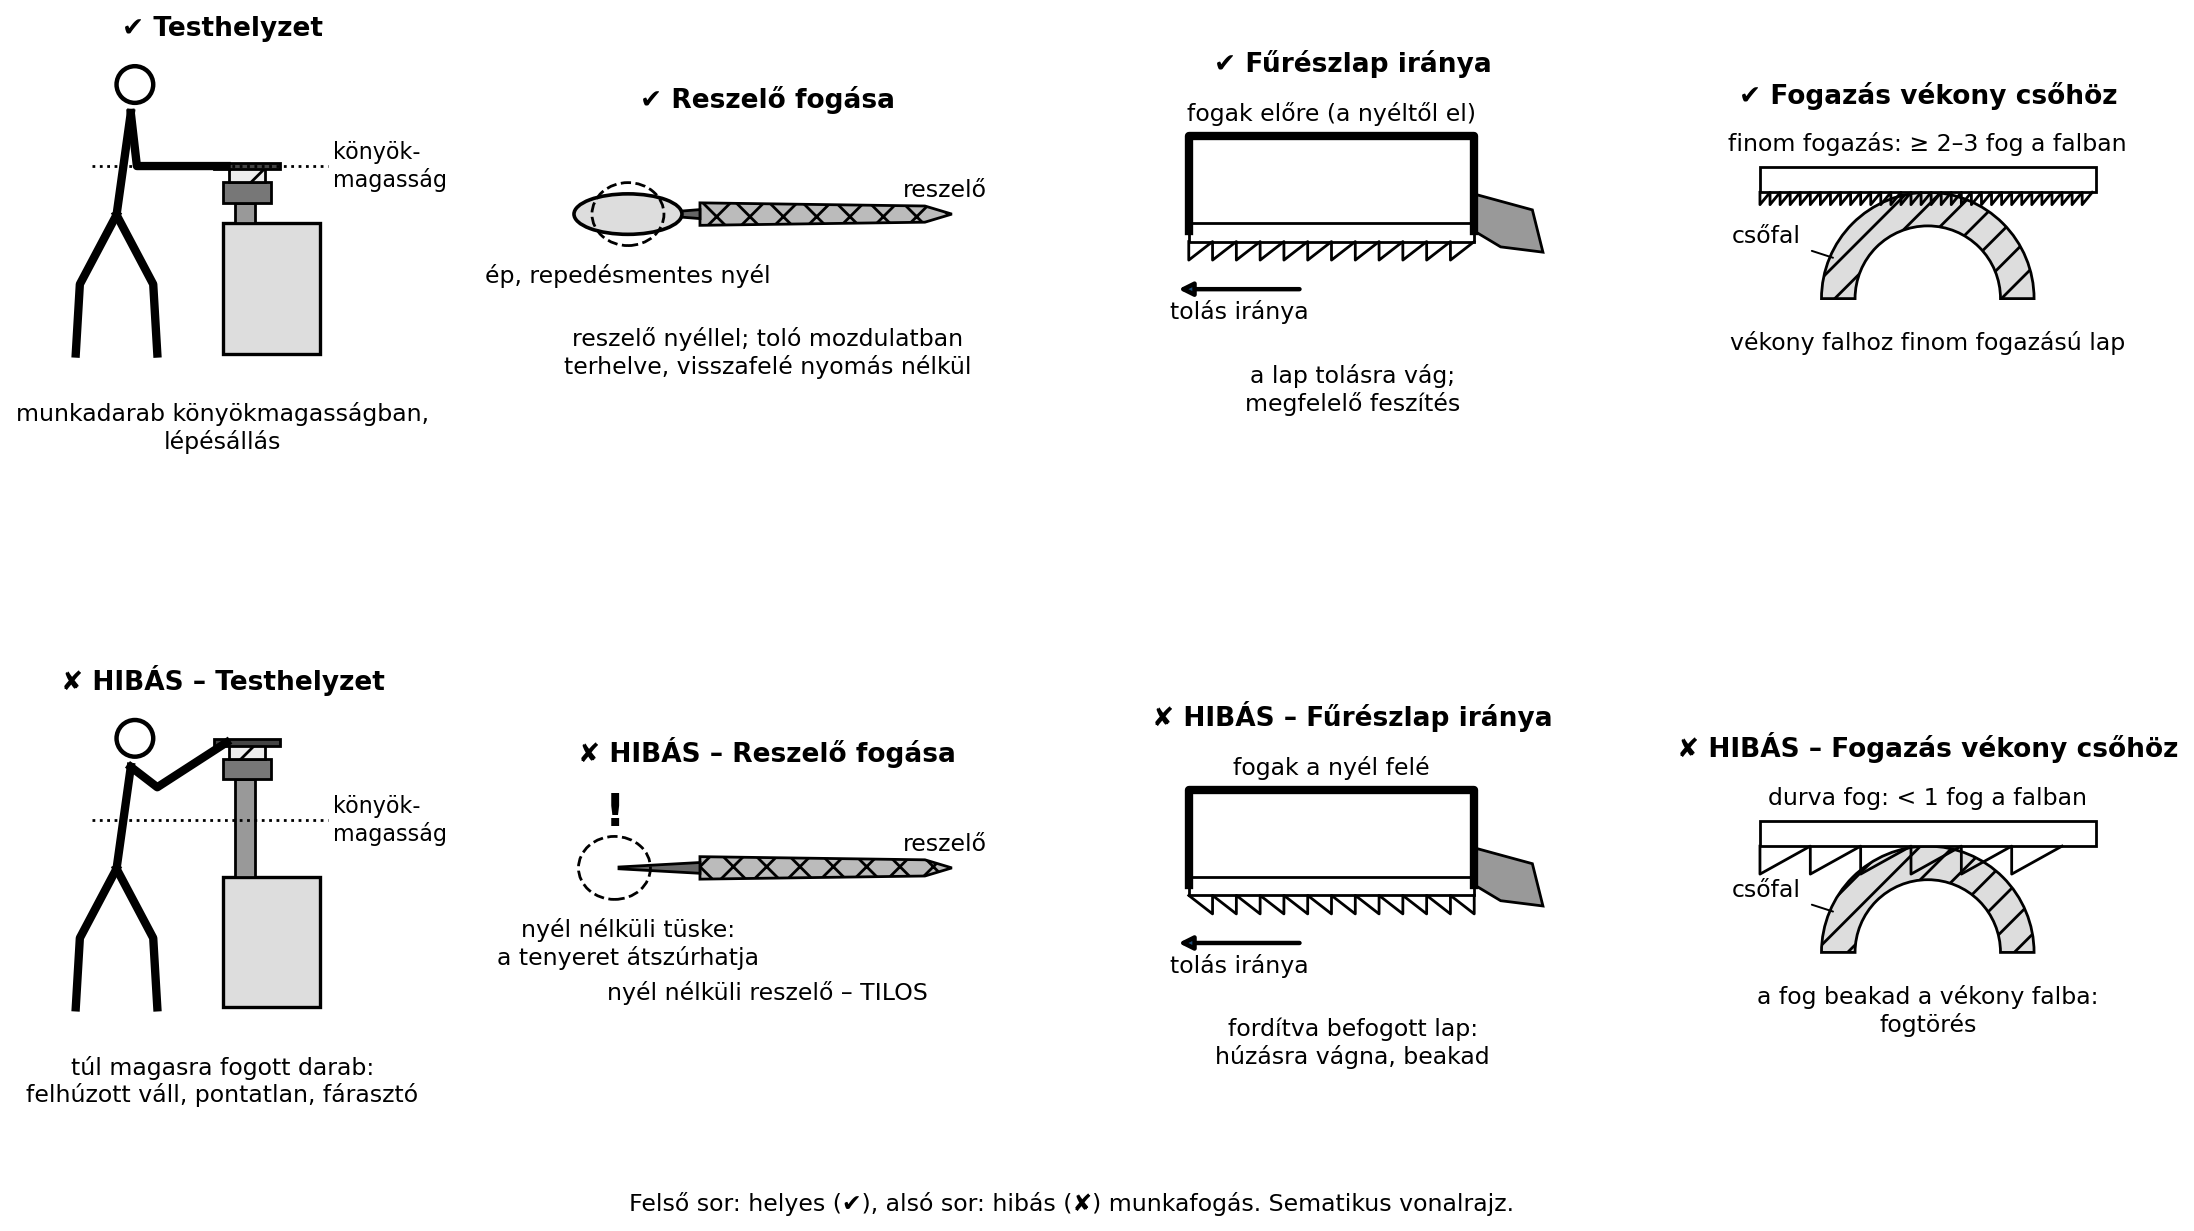 ✔ Testhelyzet
könyök-
magasság
munkadarab könyökmagasságban,
lépésállás
✔ Reszelő fogása
reszelő
ép, repedésmentes nyél
reszelő nyéllel; toló mozdulatban
terhelve, visszafelé nyomás nélkül
✔ Fűrészlap iránya
fogak előre (a nyéltől el)
tolás iránya
a lap tolásra vág;
megfelelő feszítés
✔ Fogazás vékony csőhöz
finom fogazás: ≥ 2–3 fog a falban
csőfal
vékony falhoz finom fogazású lap
✘ HIBÁS – Testhelyzet
könyök-
magasság
túl magasra fogott darab:
felhúzott váll, pontatlan, fárasztó
✘ HIBÁS – Reszelő fogása
!
reszelő
nyél nélküli tüske:
a tenyeret átszúrhatja
nyél nélküli reszelő – TILOS
✘ HIBÁS – Fűrészlap iránya
fogak a nyél felé
tolás iránya
fordítva befogott lap:
húzásra vágna, beakad
✘ HIBÁS – Fogazás vékony csőhöz
durva fog: < 1 fog a falban
csőfal
a fog beakad a vékony falba:
fogtörés
Felső sor: helyes (✔), alsó sor: hibás (✘) munkafogás. Sematikus vonalrajz.